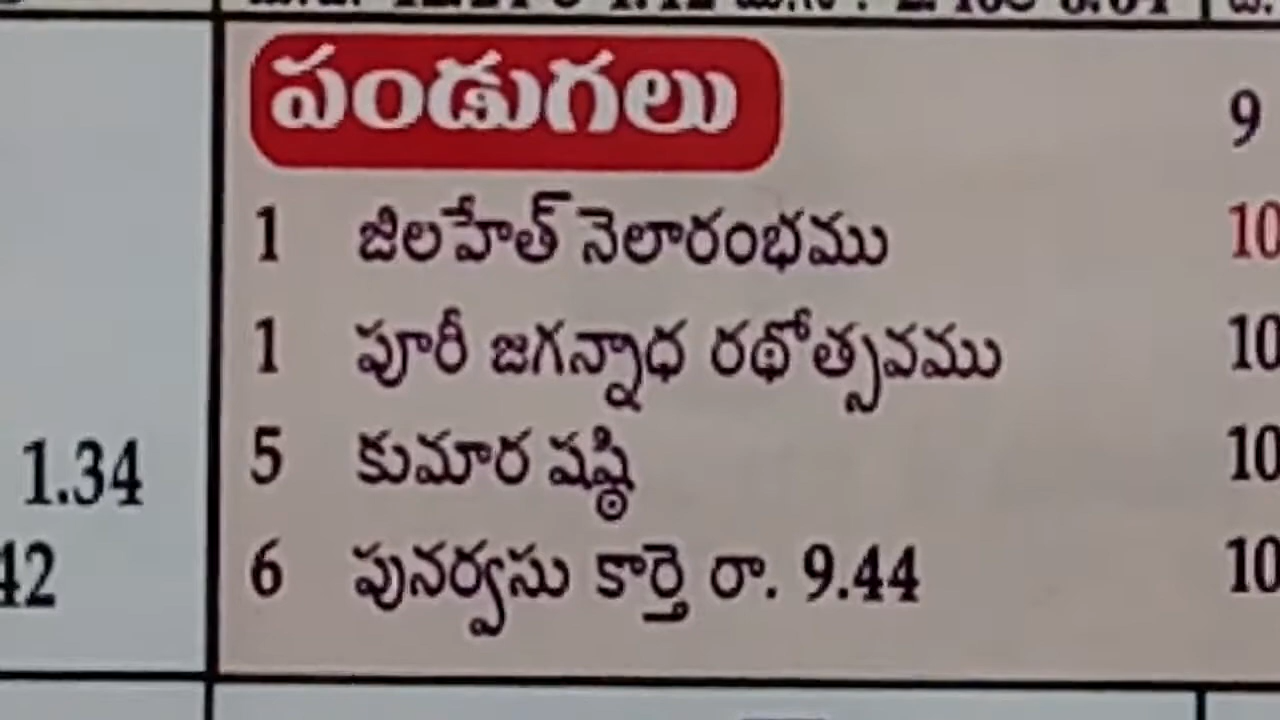 పండుగలు
9
1 జిలహేత్ నెలారంభము
10
1 పూరీ జగన్నాధ రథోత్సవము
10
5 కుమార షష్ఠి
10
1.34
6 పునర్వసు కార్తె రా. 9.44
10
42